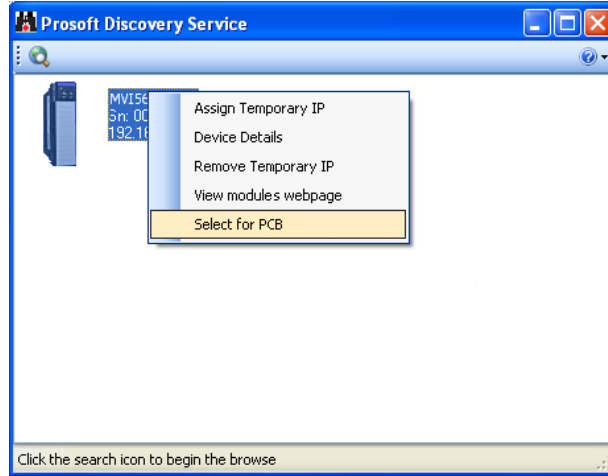 Prosoft Discovery Service
MVI56
Sn: 00
192.16
Assign Temporary IP
Device Details
Remove Temporary IP
View modules webpage
Select for PCB
Click the search icon to begin the browse